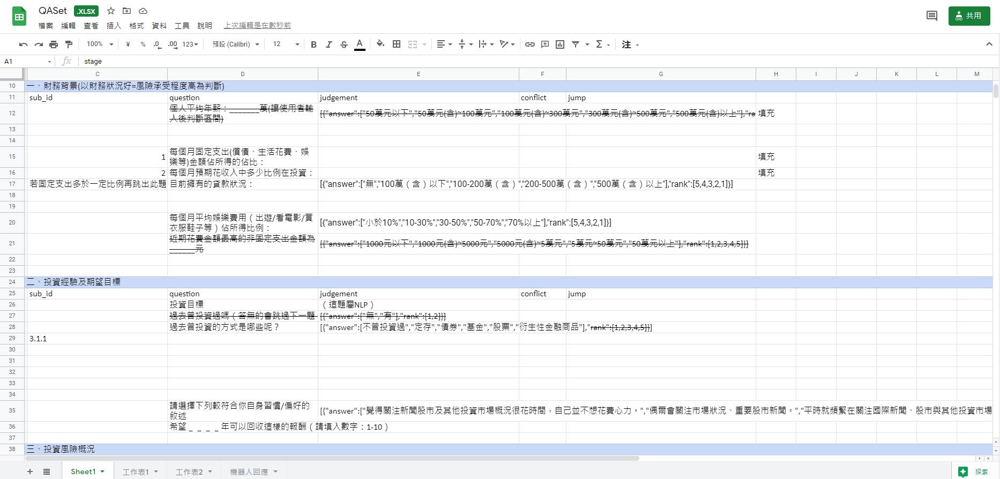 QASet .XLSX
檔案 編輯 查看 插入 格式 資料 工具 說明 上次編輯是在數秒前
共用
100% ¥ % .0 .00 123 預設 (Calibri) 12 B I S A Σ 注
A1 fx stage
C D E F G H I J K L M
10 一、財務背景(以財務狀況好=風險承受程度高為判斷)
11 sub_id question judgement conflict jump
12 個人平均年薪：_______萬(讓使用者輸
入後判斷區間) [{"answer":["50萬元以下","50萬元(含)~100萬元","100萬元(含)~300萬元","300萬元(含)~500萬元","500萬元(含)以上"],"ra 填充
13
14
15 1 每個月固定支出(償債、生活花費、娛
樂等)金額佔所得的佔比： 填充
16 2 每個月預期花收入中多少比例在投資： 填充
17 若固定支出多於一定比例再跳出此題 目前擁有的貸款狀況： [{"answer":["無","100萬（含）以下","100-200萬（含）","200-500萬（含）","500萬（含）以上"],"rank":[5,4,3,2,1]}]
18
19
20 每個月平均娛樂費用（出遊/看電影/買
衣服鞋子等）佔所得比例： [{"answer":["小於10%","10-30%","30-50%","50-70%","70%以上"],"rank":[5,4,3,2,1]}]
21 近期花費金額最高的非固定支出金額為
______元 [{"answer":["1000元以下","1000元(含)~5000元","5000元(含)~5萬元","5萬元~50萬元","50萬元以上"],"rank":[1,2,3,4,5]}]
22
23
24 二、投資經驗及期望目標
25 sub_id question judgement conflict jump
26 投資目標 （這題屬NLP）
27 過去曾投資過嗎（答無的會跳過下一題 [{"answer":["無","有"],"rank":[1,2]}]
28 過去曾投資的方式是哪些呢？ [{"answer":[不曾投資過","定存","債券","基金","股票","衍生性金融商品"],"rank":[1,2,3,4,5]}]
29 3.1.1
30
31
32
33
34
35 請選擇下列較符合你自身習慣/偏好的
敘述 [{"answer":["覺得關注新聞股市及其他投資市場概況很花時間，自己並不想花費心力。","偶爾會關注市場狀況、重要股市新聞。","平時就頻繁在關注國際新聞、股市與其他投資市場
36 希望 _ _ _ _ 年可以回收這樣的報酬（請填入數字：1-10）
37
38 三、投資風險概況
+ Sheet1 工作表1 工作表2 機器人回應 探索